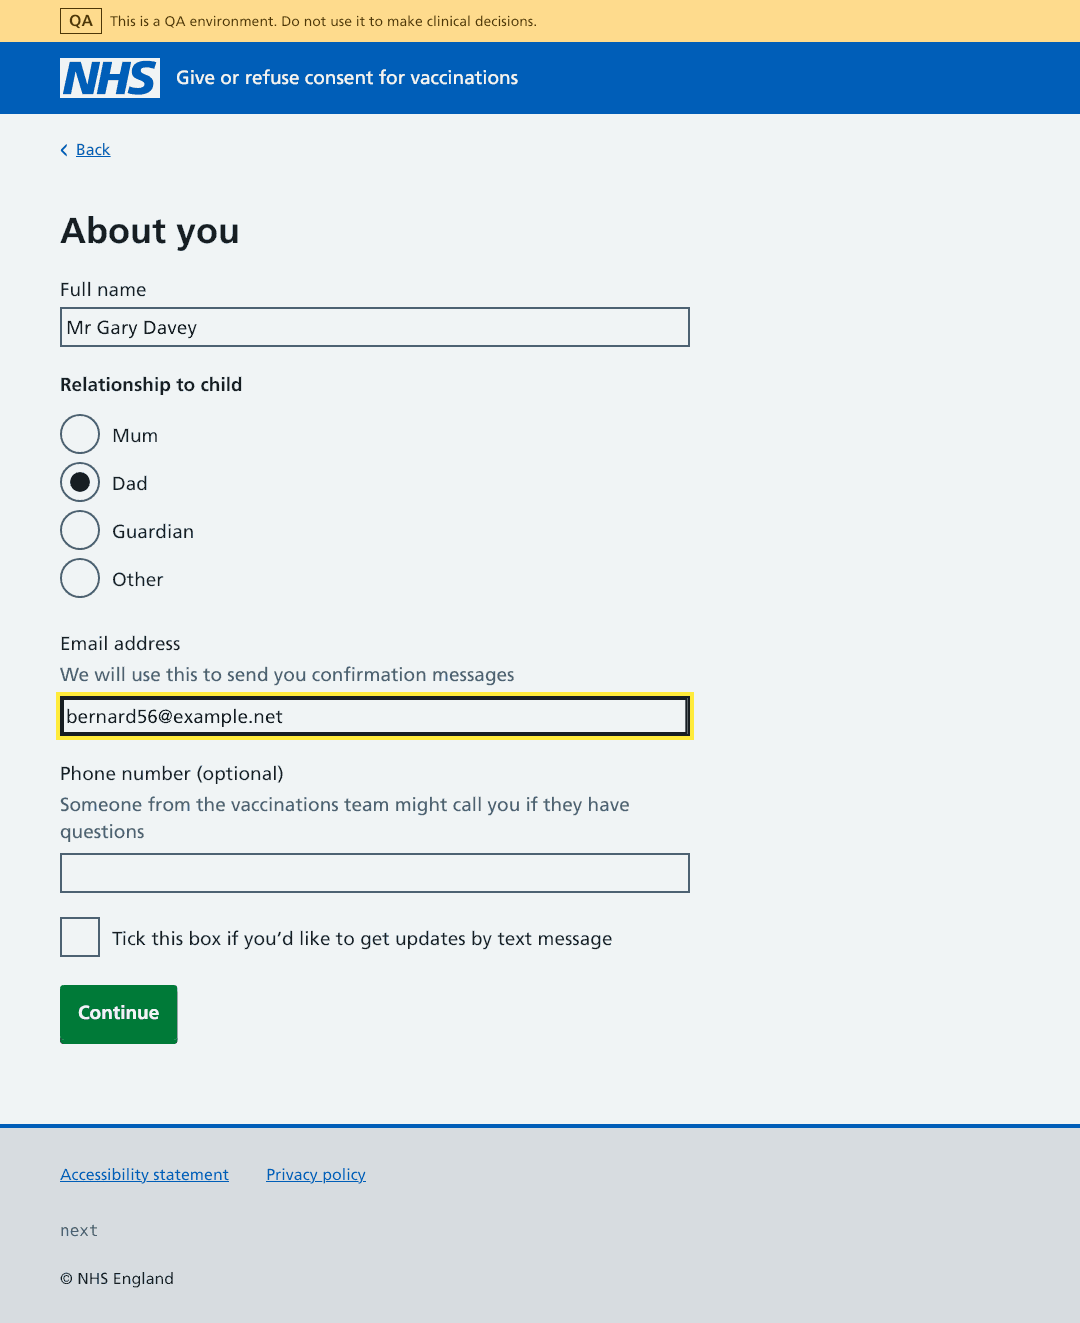 QA This is a QA environment. Do not use it to make clinical decisions.
NHS Give or refuse consent for vaccinations
Back
About you
Full name
Mr Gary Davey
Relationship to child
Mum
Dad
Guardian
Other
Email address
We will use this to send you confirmation messages
bernard56@example.net
Phone number (optional)
Someone from the vaccinations team might call you if they have
questions
Tick this box if you’d like to get updates by text message
Continue
Accessibility statement Privacy policy
next
© NHS England